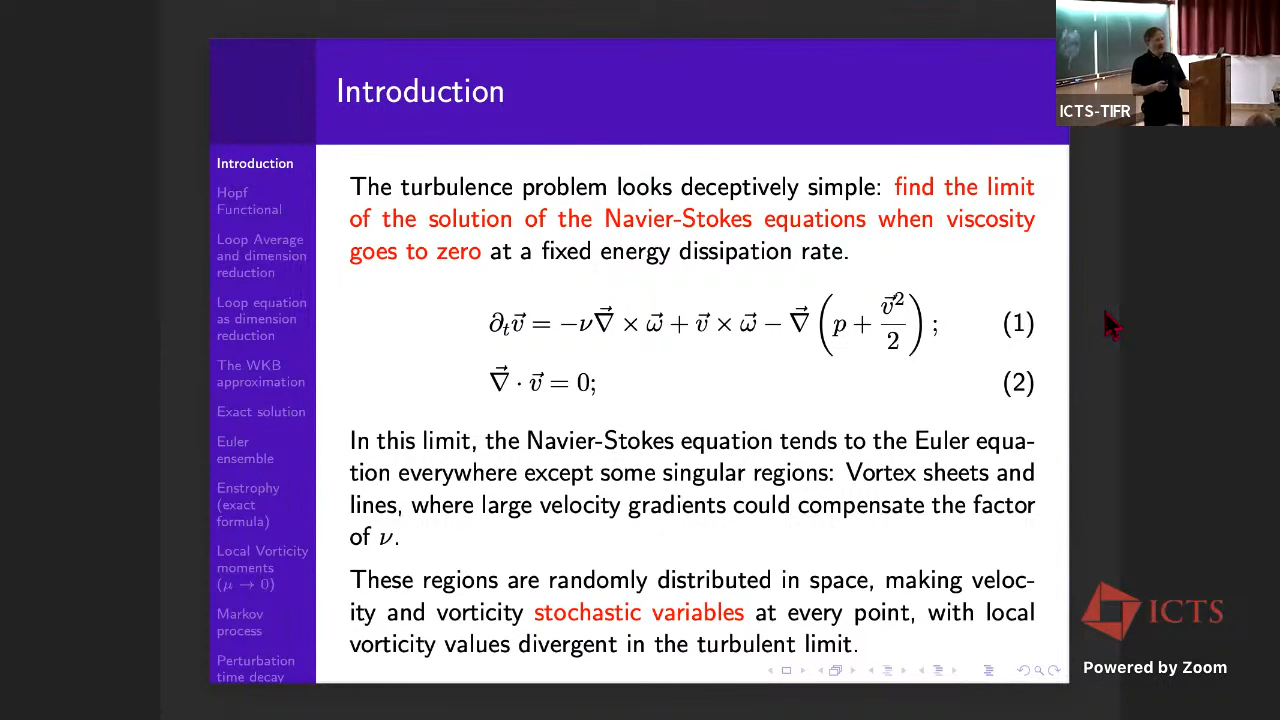 Introduction
ICTS-TIFR
Introduction
Hopf
Functional
Loop Average
and dimension
reduction
Loop equation
as dimension
reduction
The WKB
approximation
Exact solution
Euler
ensemble
Enstrophy
(exact
formula)
Local Vorticity
moments
(μ → 0)
Markov
process
Perturbation
time decay
The turbulence problem looks deceptively simple: find the limit
of the solution of the Navier-Stokes equations when viscosity
goes to zero at a fixed energy dissipation rate.
∂ₜv⃗ = −ν∇⃗ × ω⃗ + v⃗ × ω⃗ − ∇⃗ (p + v⃗²/2) ; (1)
∇⃗ · v⃗ = 0; (2)
In this limit, the Navier-Stokes equation tends to the Euler equa-
tion everywhere except some singular regions: Vortex sheets and
lines, where large velocity gradients could compensate the factor
of ν.
These regions are randomly distributed in space, making veloc-
ity and vorticity stochastic variables at every point, with local
vorticity values divergent in the turbulent limit.
ICTS
Powered by Zoom